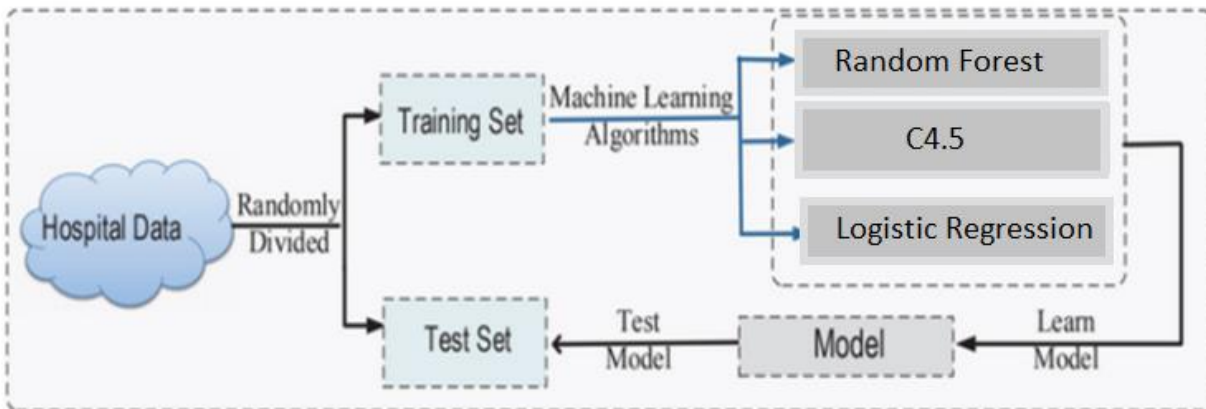 Random Forest
Machine Learning
Algorithms
Training Set
C4.5
Hospital Data
Randomly
Divided
Logistic Regression
Test Set
Test
Model
Model
Learn
Model